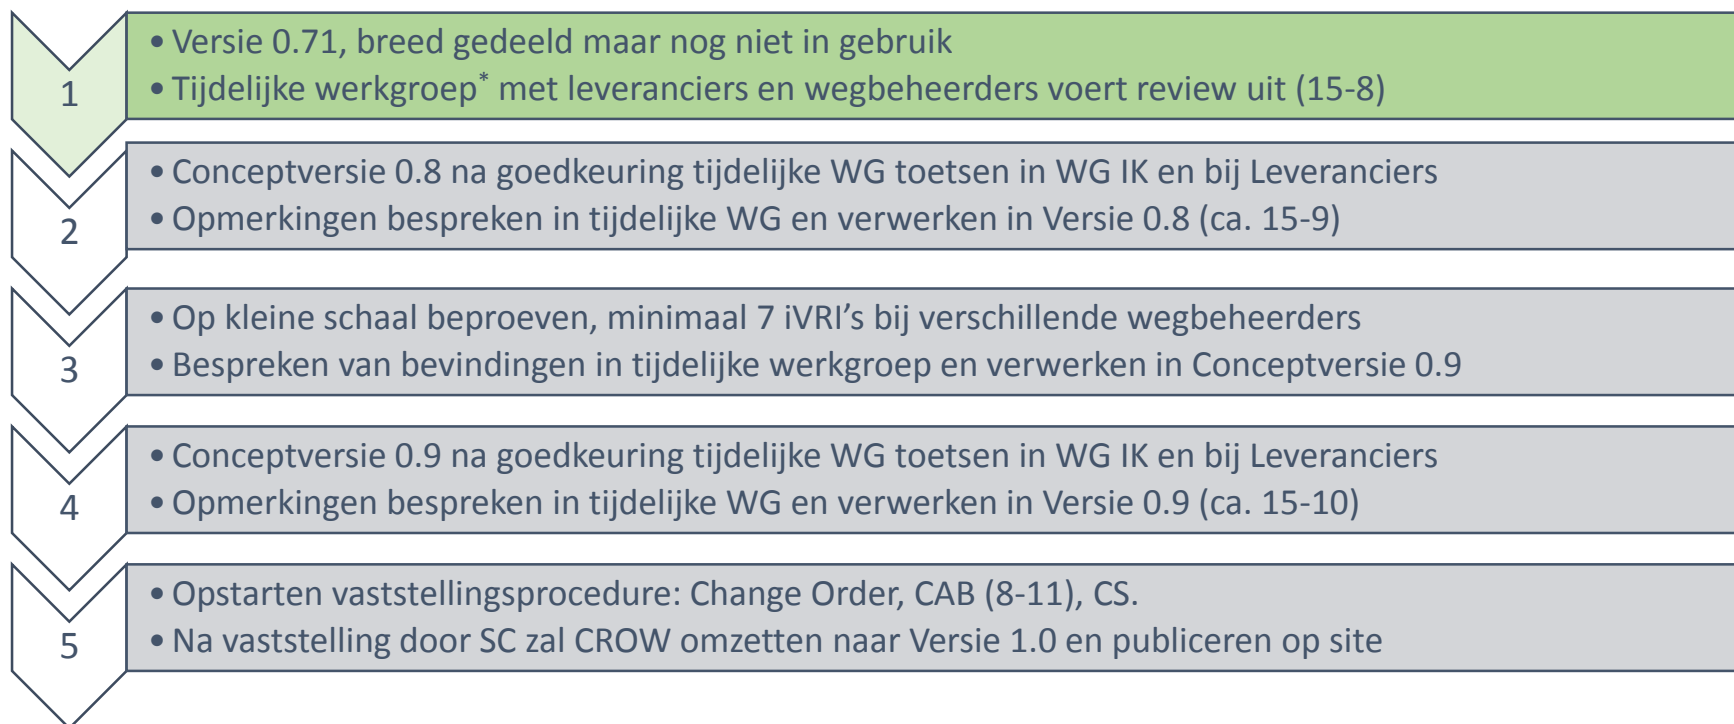 1
• Versie 0.71, breed gedeeld maar nog niet in gebruik
• Tijdelijke werkgroep* met leveranciers en wegbeheerders voert review uit (15-8)
2
• Conceptversie 0.8 na goedkeuring tijdelijke WG toetsen in WG IK en bij Leveranciers
• Opmerkingen bespreken in tijdelijke WG en verwerken in Versie 0.8 (ca. 15-9)
3
• Op kleine schaal beproeven, minimaal 7 iVRI’s bij verschillende wegbeheerders
• Bespreken van bevindingen in tijdelijke werkgroep en verwerken in Conceptversie 0.9
4
• Conceptversie 0.9 na goedkeuring tijdelijke WG toetsen in WG IK en bij Leveranciers
• Opmerkingen bespreken in tijdelijke WG en verwerken in Versie 0.9 (ca. 15-10)
5
• Opstarten vaststellingsprocedure: Change Order, CAB (8-11), CS.
• Na vaststelling door SC zal CROW omzetten naar Versie 1.0 en publiceren op site